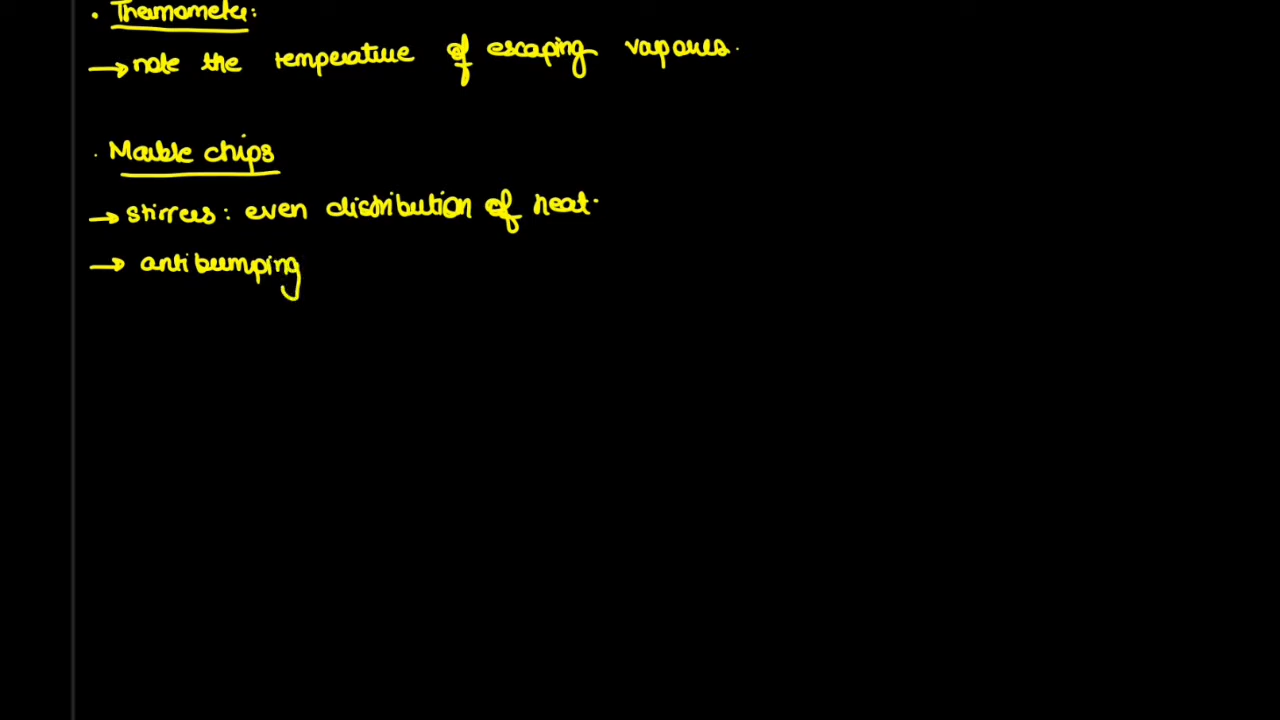 • Thermometer:
→ note the temperature of escaping vapours.
• Marble chips
→ stirrers: even distribution of heat.
→ antibumping